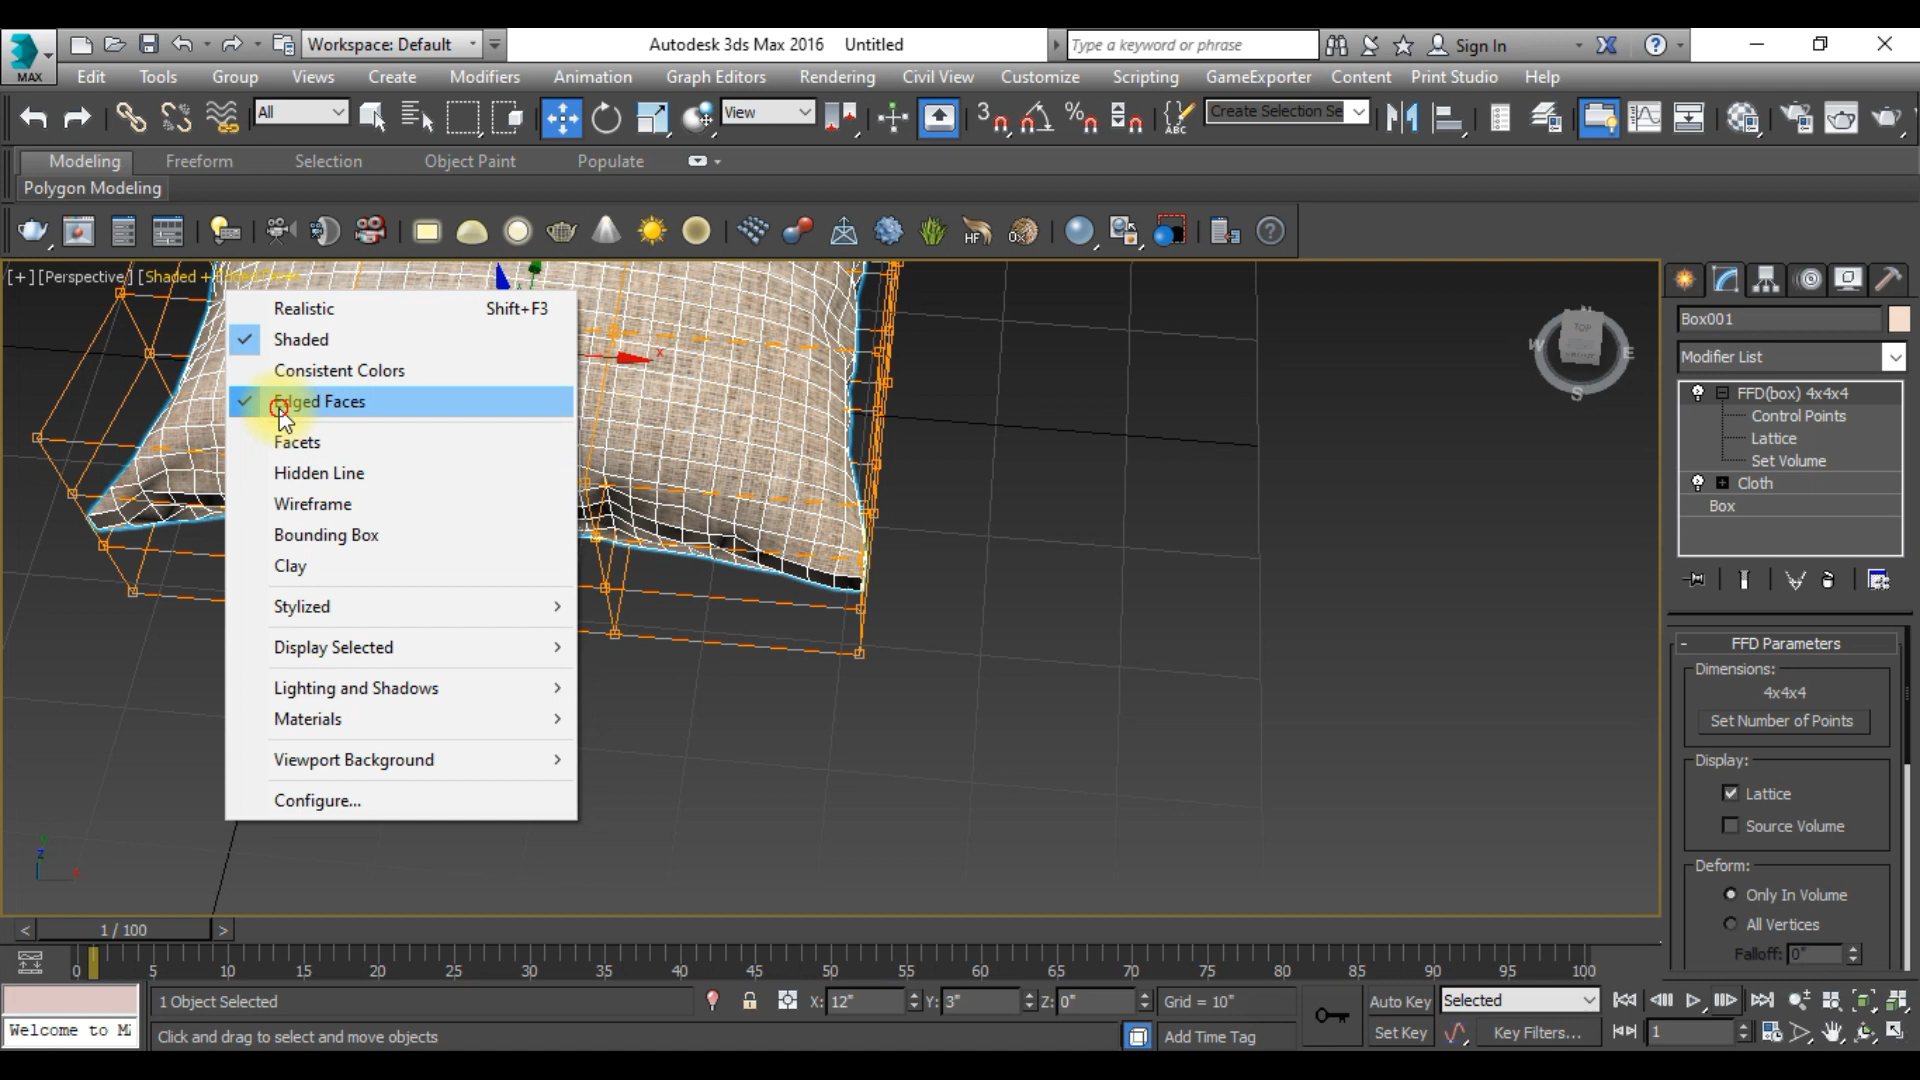 Workspace: Default
Autodesk 3ds Max 2016 Untitled
Type a keyword or phrase
Sign In
MAX
Edit Tools Group Views Create Modifiers Animation Graph Editors Rendering Civil View Customize Scripting GameExporter Content Print Studio Help
All
View
3
%
ABC
Create Selection Se
Modeling Freeform Selection Object Paint Populate
Polygon Modeling
HF
OX
[+] [Perspective] [Shaded +
Realistic Shift+F3
Shaded
Consistent Colors
Edged Faces
Facets
Hidden Line
Wireframe
Bounding Box
Clay
Stylized
Display Selected
Lighting and Shadows
Materials
Viewport Background
Configure...
x
z
x
TOP
W
E
S
Box001
Modifier List
FFD(box) 4x4x4
Control Points
Lattice
Set Volume
Cloth
Box
- FFD Parameters
Dimensions:
4x4x4
Set Number of Points
Display:
Lattice
Source Volume
Deform:
Only In Volume
All Vertices
Falloff: 0"
< 1 / 100 >
0 5 10 15 20 25 30 35 40 45 50 55 60 65 70 75 80 85 90 95 100
1 Object Selected
X: 12" Y: 3" Z: 0" Grid = 10"
Auto Key Selected
Welcome to M
Click and drag to select and move objects
Add Time Tag
Set Key Key Filters... 1